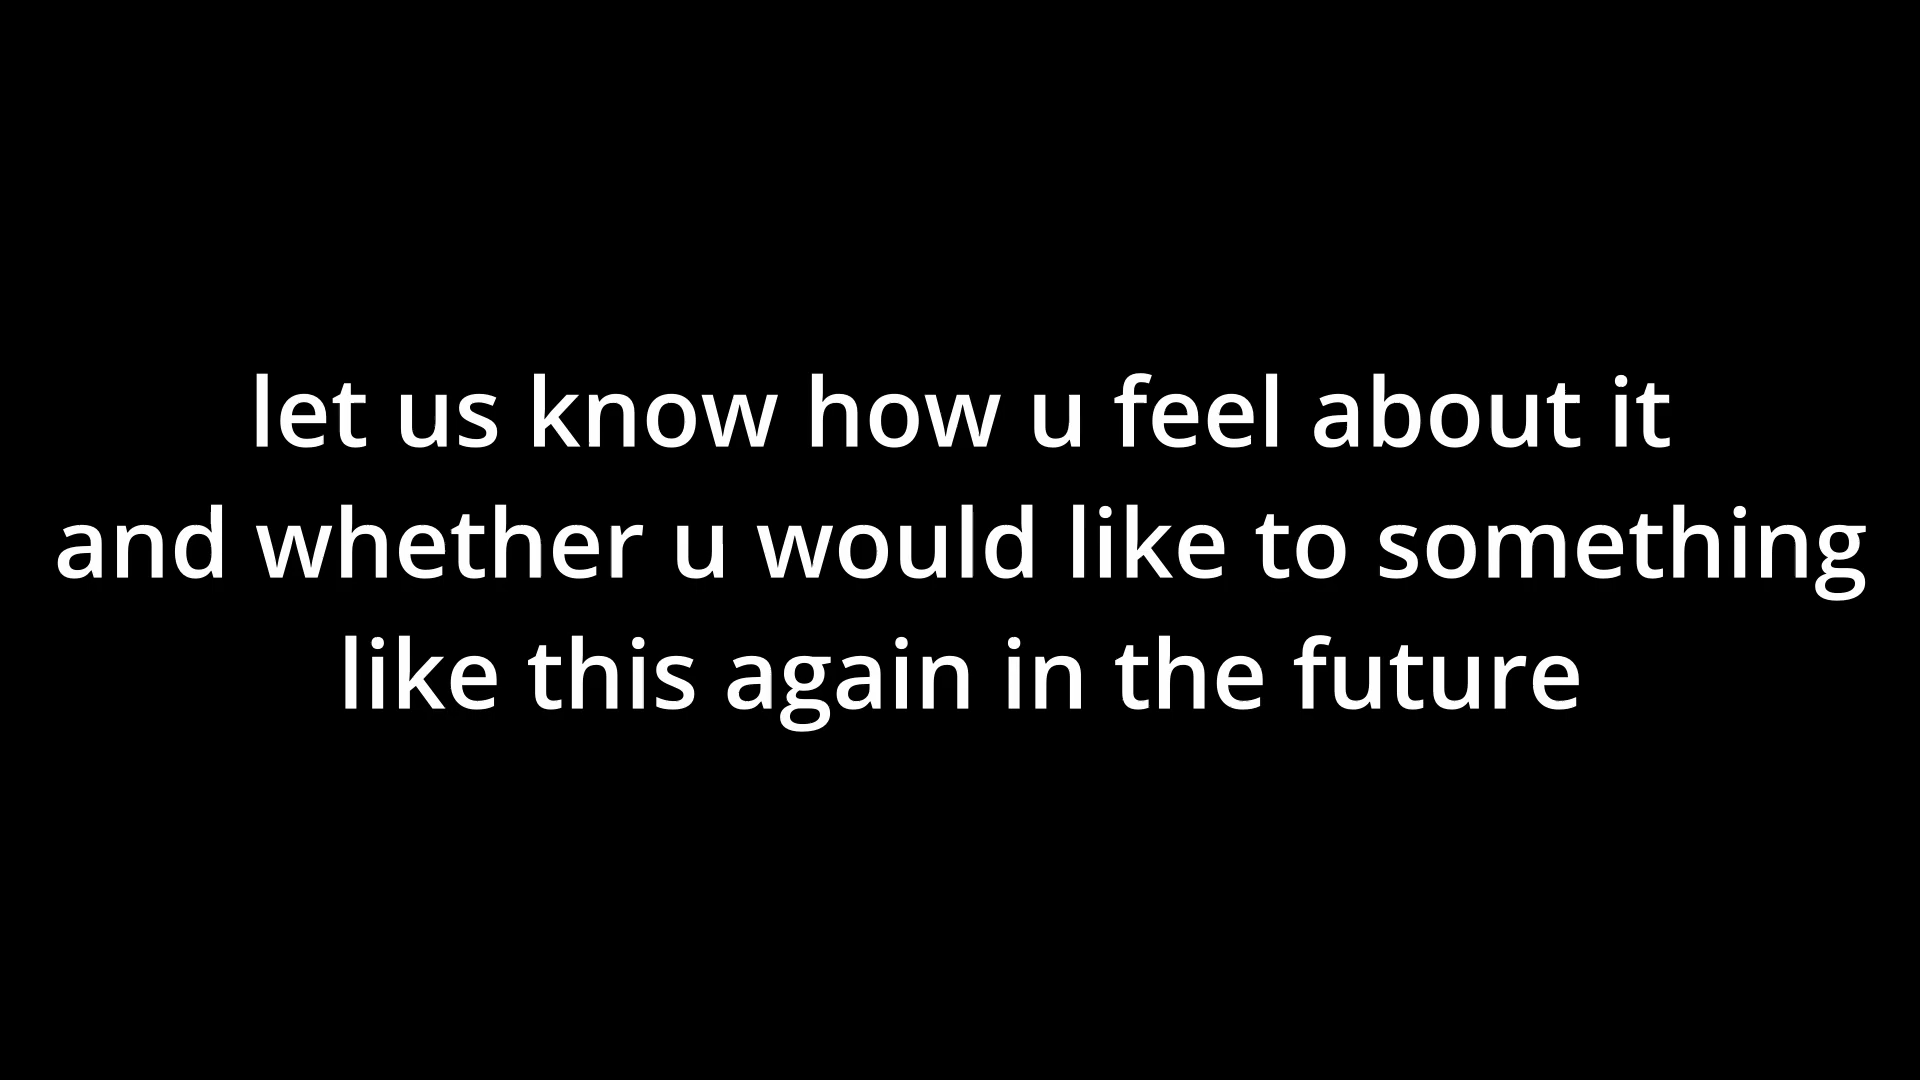 let us know how u feel about it
and whether u would like to something
like this again in the future